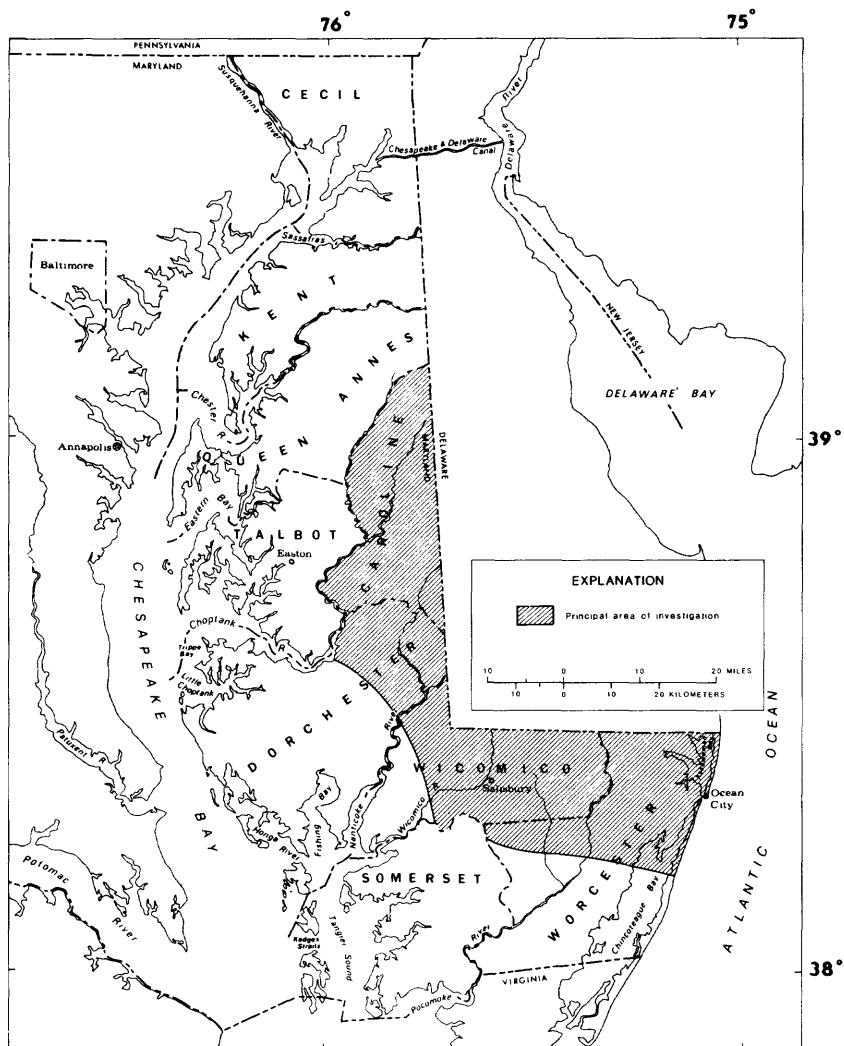 76°
75°
PENNSYLVANIA
MARYLAND
Susquehanna
River
CECIL
Chesapeake & Delaware
Canal
Delaware
River
Sassafras
Baltimore
KENT
NEW JERSEY
DELAWARE BAY
Chester
R
QUEEN ANNES
Annapolis
39°
MARYLAND
DELAWARE
CAROLINE
Eastern Bay
TALBOT
Easton
EXPLANATION
Principal area of investigation
10 0 10 20 MILES
10 0 10 20 KILOMETERS
CHESAPEAKE
BAY
Choptank
R
Trippe
Bay
Little
Choptank
DORCHESTER
Patuxent R
River
Nanticoke
WICOMICO
Salisbury
Wicomico
R
Ocean
City
ATLANTIC
OCEAN
Honga River
Fishing
Bay
WORCESTER
SOMERSET
Potomac
River
Kedges
Straits
Tangier
Sound
River
Pocomoke
Chincoteague Bay
VIRGINIA
38°